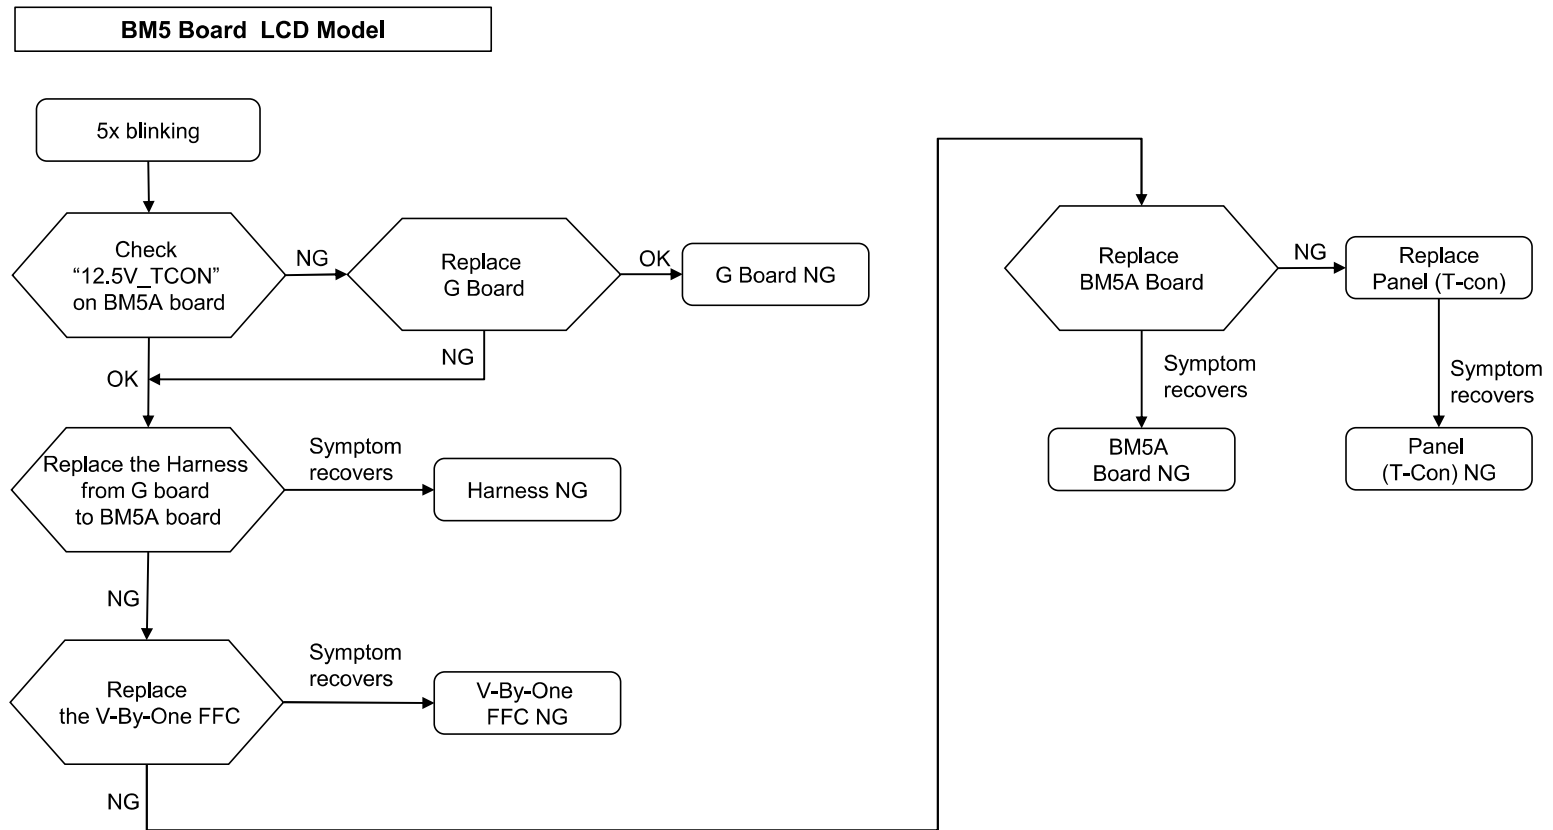 BM5 Board LCD Model
5x blinking
Check
“12.5V_TCON”
on BM5A board
NG
Replace
G Board
OK
G Board NG
NG
OK
Replace the Harness
from G board
to BM5A board
Symptom
recovers
Harness NG
NG
Replace
the V-By-One FFC
Symptom
recovers
V-By-One
FFC NG
NG
Replace
BM5A Board
NG
Replace
Panel (T-con)
Symptom
recovers
BM5A
Board NG
Symptom
recovers
Panel
(T-Con) NG